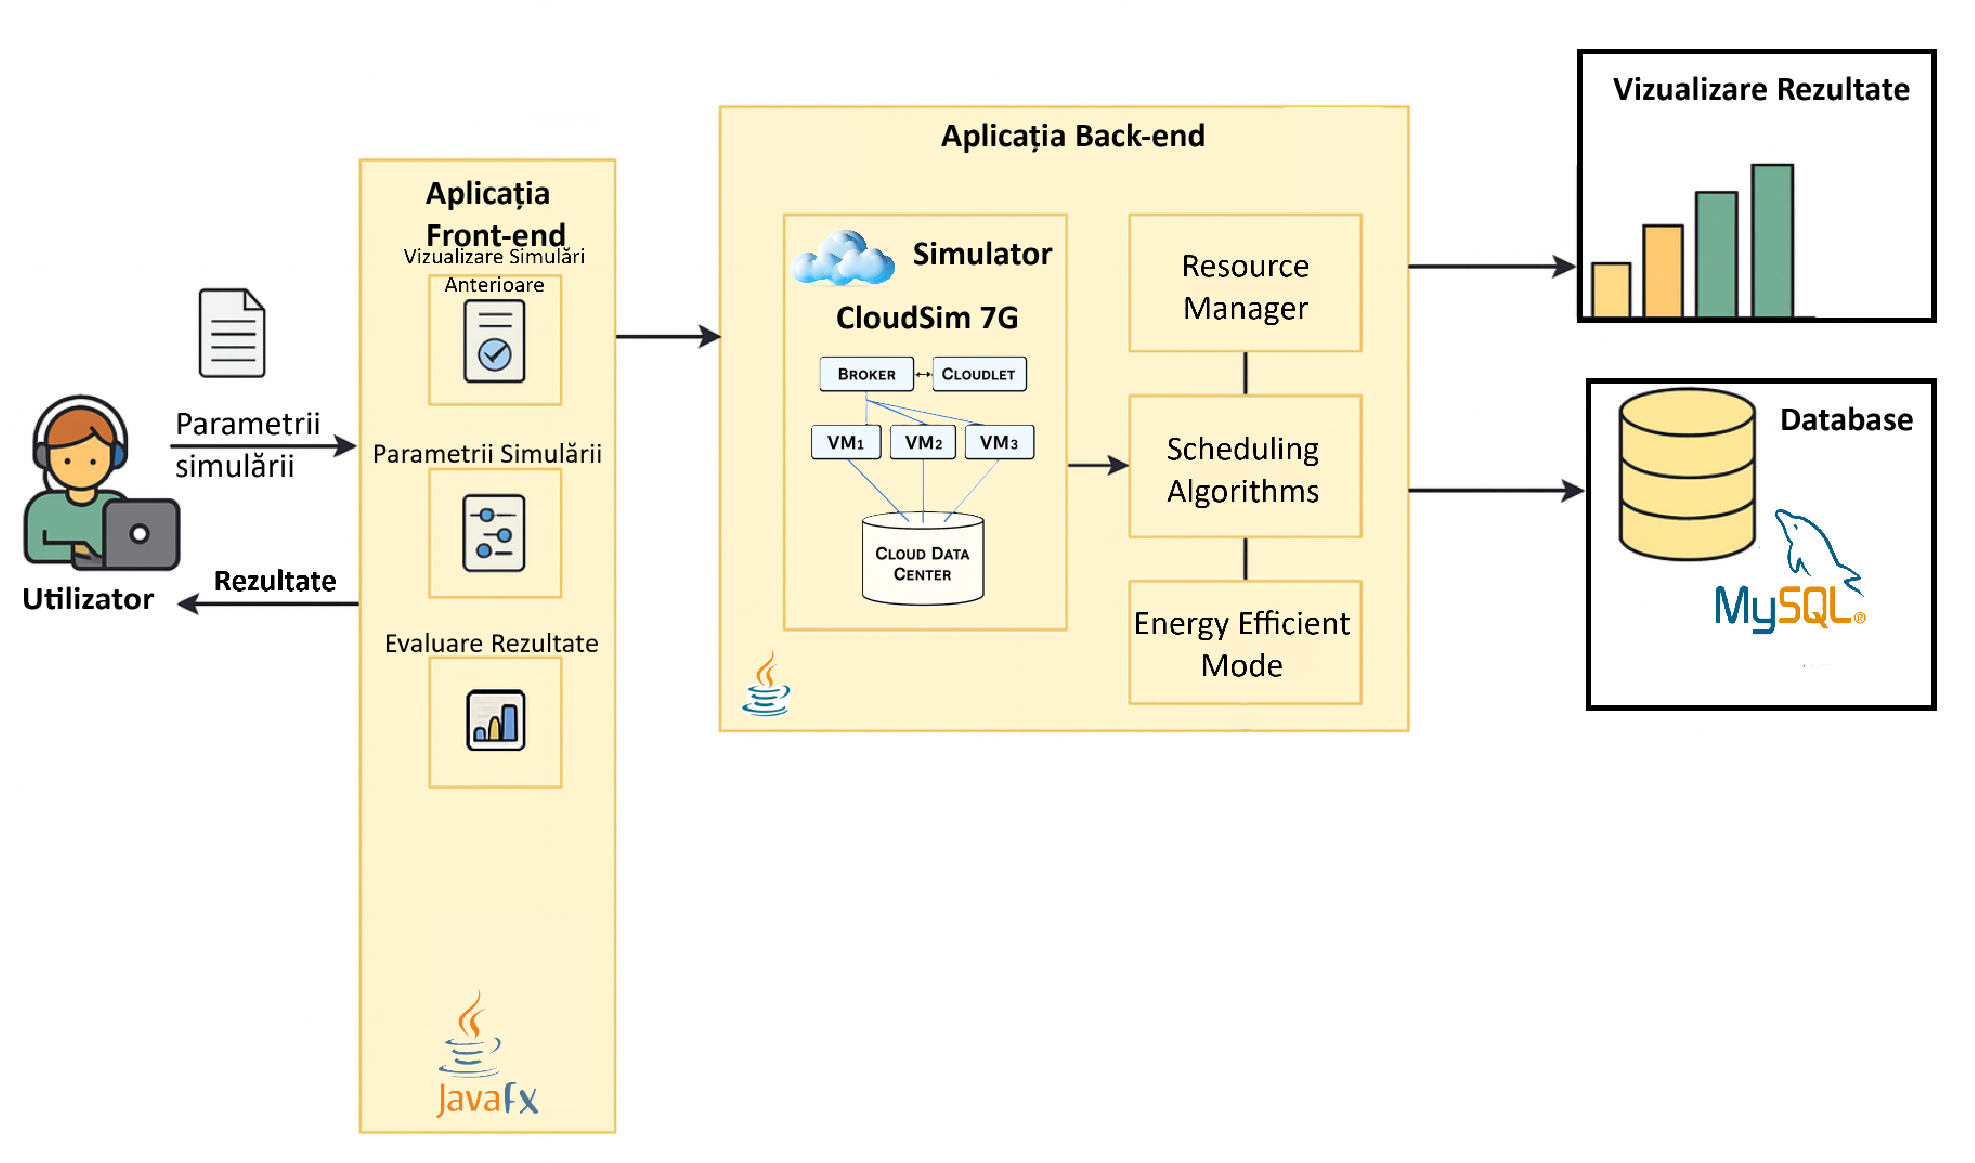 Utilizator
Parametrii
simulării
Rezultate
Aplicația
Front-end
Vizualizare Simulări
Anterioare
Parametrii Simulării
Evaluare Rezultate
JavaFx
Aplicația Back-end
Simulator
CloudSim 7G
BROKER
CLOUDLET
VM1
VM2
VM3
CLOUD DATA
CENTER
Resource
Manager
Scheduling
Algorithms
Energy Efficient
Mode
Vizualizare Rezultate
Database
MySQL®